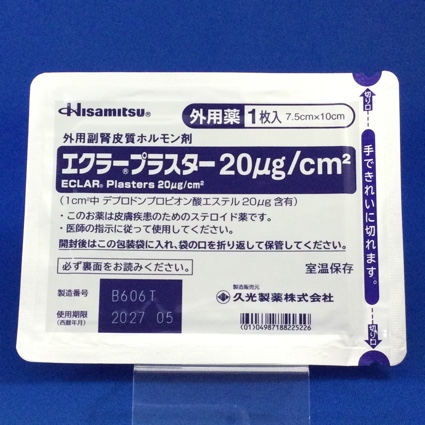 Hisamitsu®
外用薬 1枚入 7.5cm×10cm
外用副腎皮質ホルモン剤
エクラー®プラスター 20μg/cm²
ECLAR® Plasters 20μg/cm²
(1cm²中 デプロドンプロピオン酸エステル 20μg 含有)
・このお薬は皮膚疾患のためのステロイド薬です。
・医師の指示に従って使用してください。
開封後はこの包装袋に入れ、袋の口を折り返して保管してください。
必ず裏面をお読みください。
室温保存
製造番号 B606T
使用期限 2027 05
(西暦年月)
製造販売元
久光製薬株式会社
(01)04987188225226
切り口
手できれいに切れます。
切り口